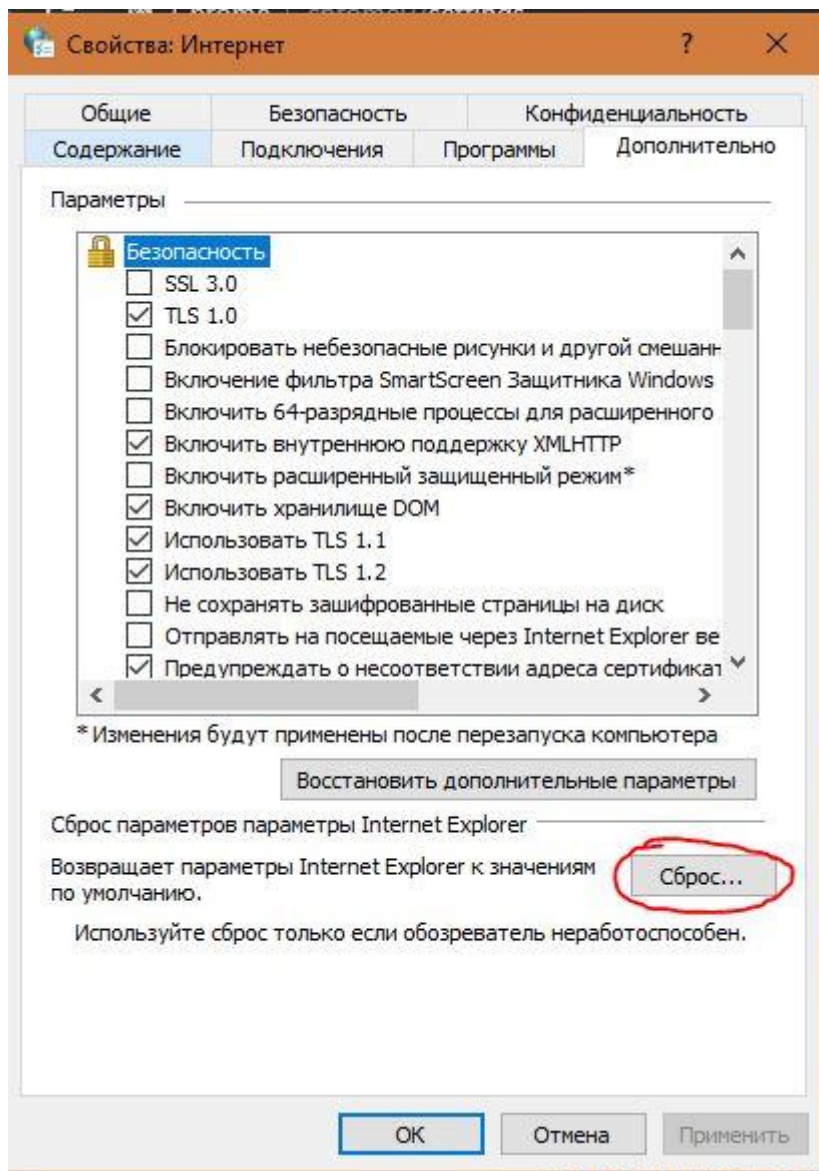 Свойства: Интернет
Общие Безопасность Конфиденциальность
Содержание Подключения Программы Дополнительно
Параметры
Безопасность
SSL 3.0
TLS 1.0
Блокировать небезопасные рисунки и другой смешанн
Включение фильтра SmartScreen Защитника Windows
Включить 64-разрядные процессы для расширенного
Включить внутреннюю поддержку XMLHTTP
Включить расширенный защищенный режим*
Включить хранилище DOM
Использовать TLS 1.1
Использовать TLS 1.2
Не сохранять зашифрованные страницы на диск
Отправлять на посещаемые через Internet Explorer ве
Предупреждать о несоответствии адреса сертификат
*Изменения будут применены после перезапуска компьютера
Восстановить дополнительные параметры
Сброс параметров параметры Internet Explorer
Возвращает параметры Internet Explorer к значениям
по умолчанию.
Сброс...
Используйте сброс только если обозреватель неработоспособен.
ОК Отмена Применить